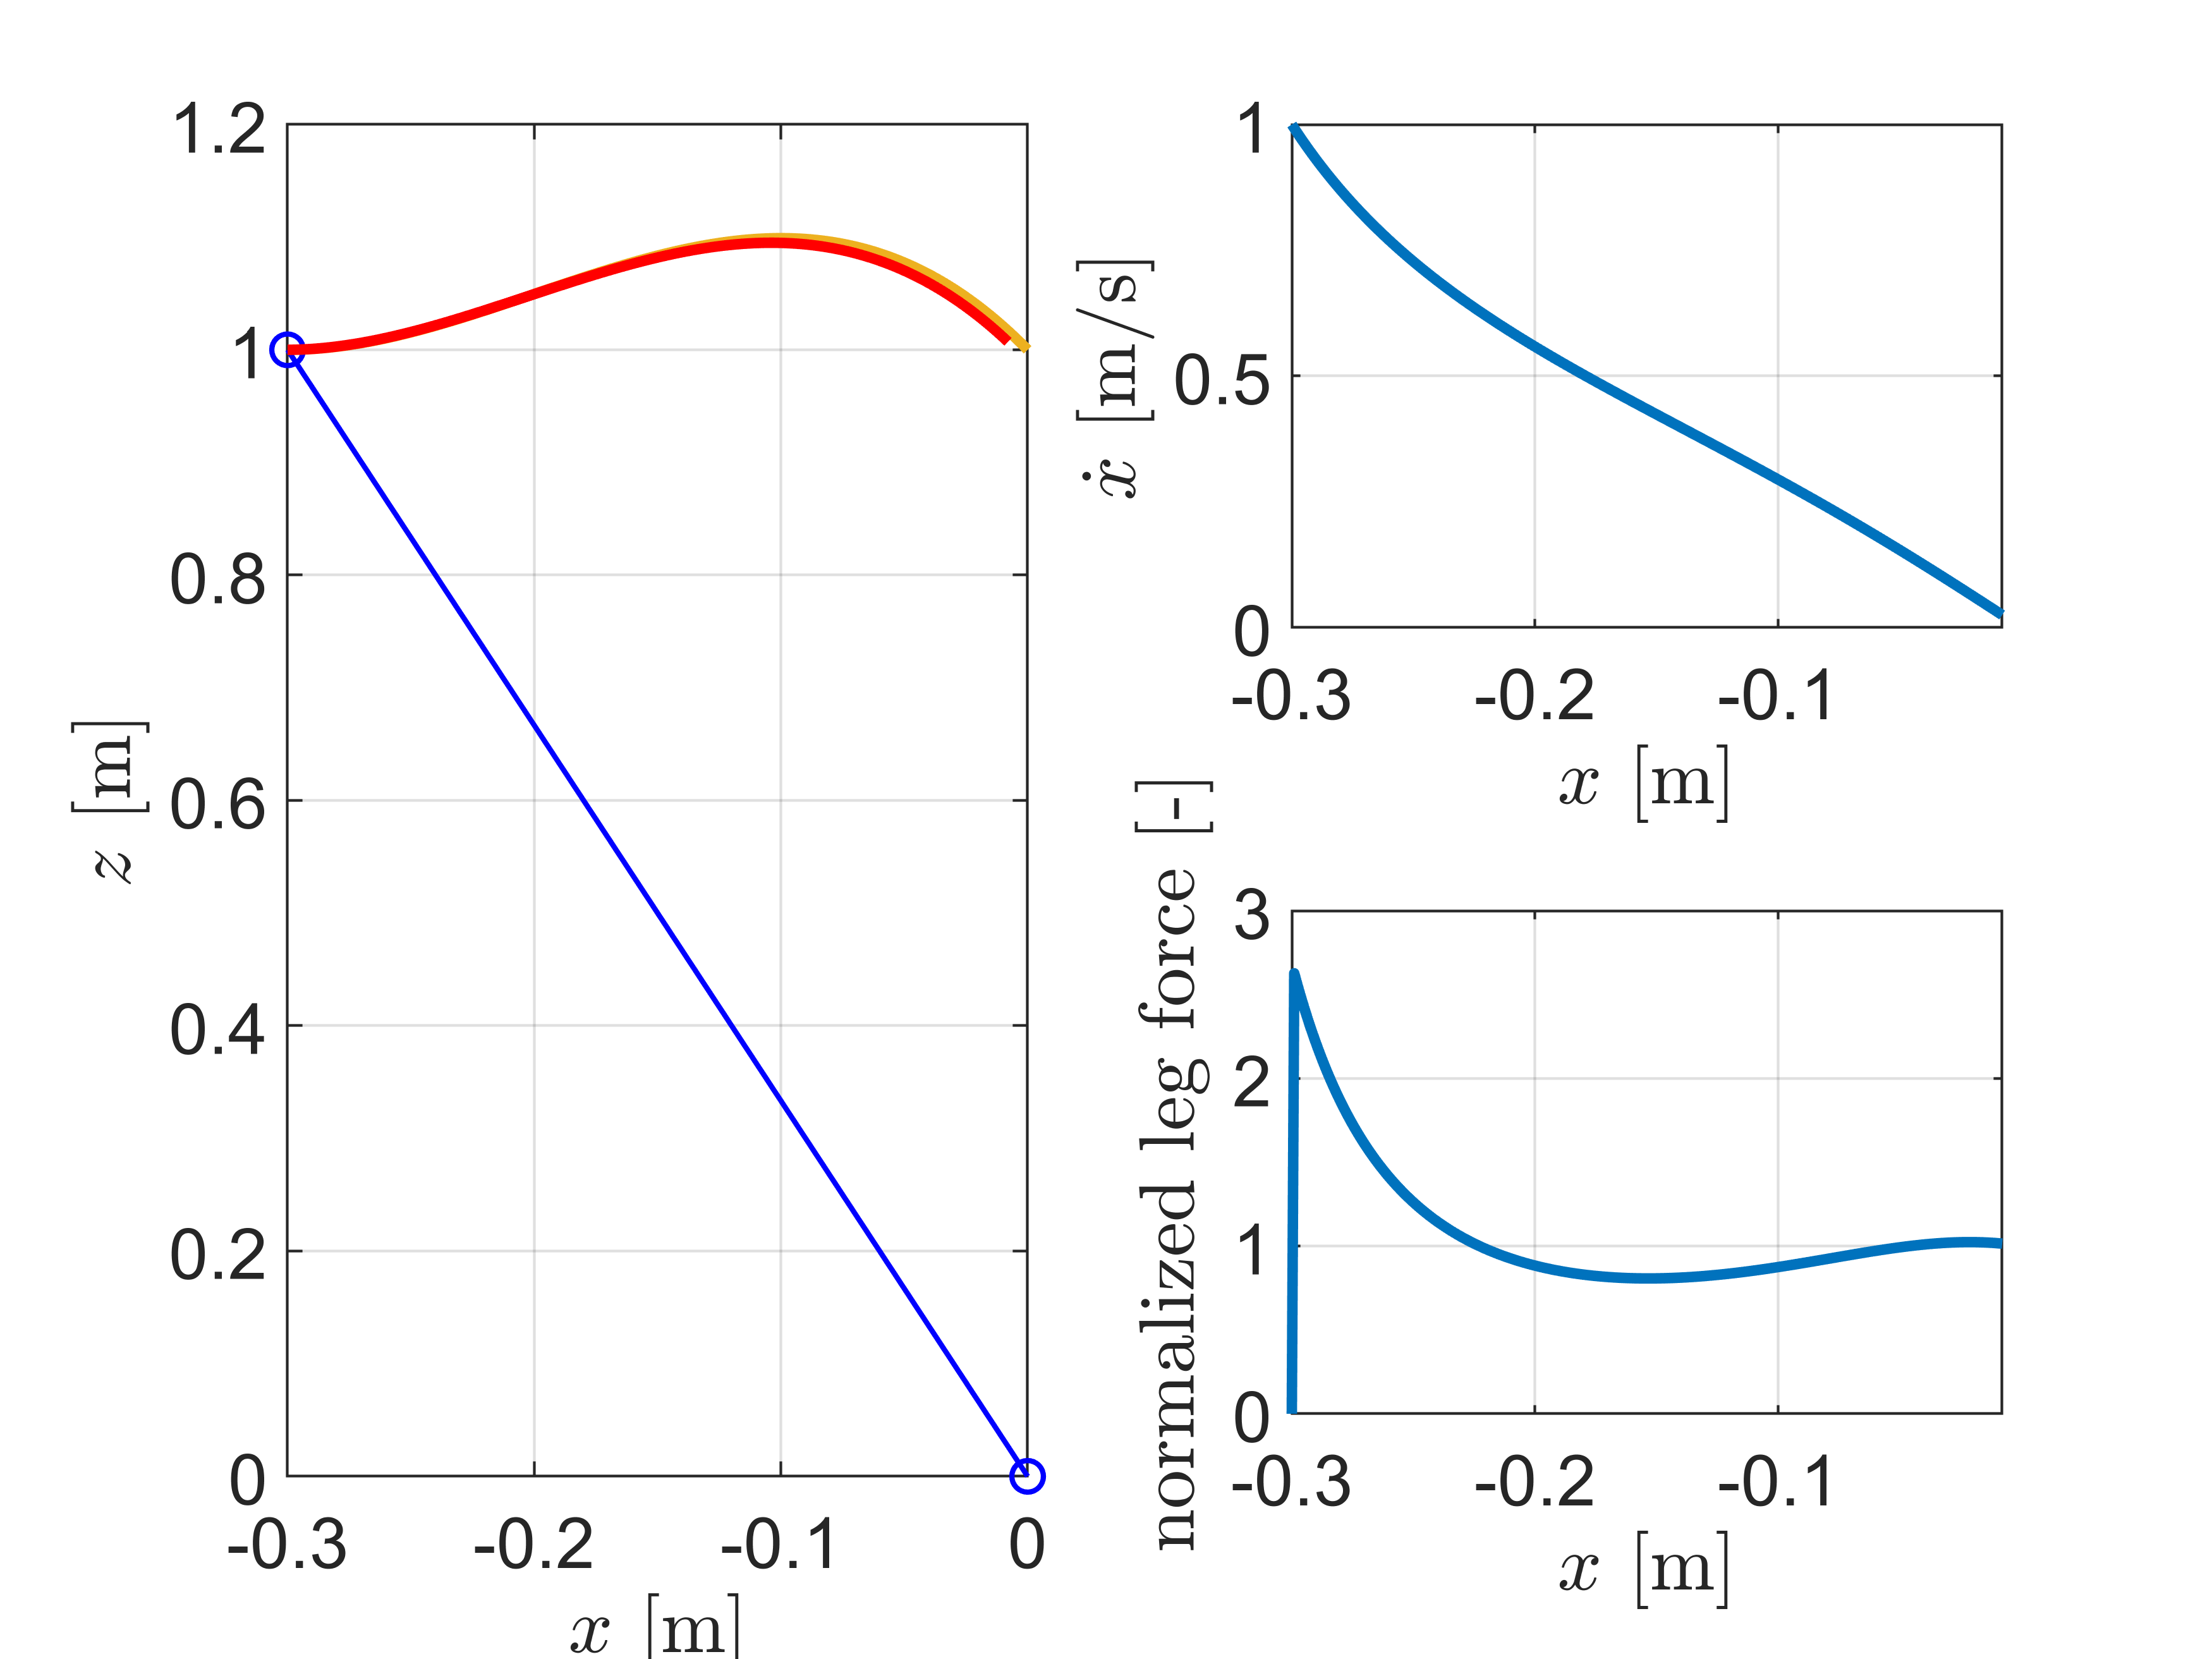 1.2
1
0.8
0.6
0.4
0.2
0
-0.3 -0.2 -0.1 0
x [m]
z [m]
1
0.5
0
-0.3 -0.2 -0.1
x [m]
ẋ [m/s]
3
2
1
0
-0.3 -0.2 -0.1
x [m]
normalized leg force [-]